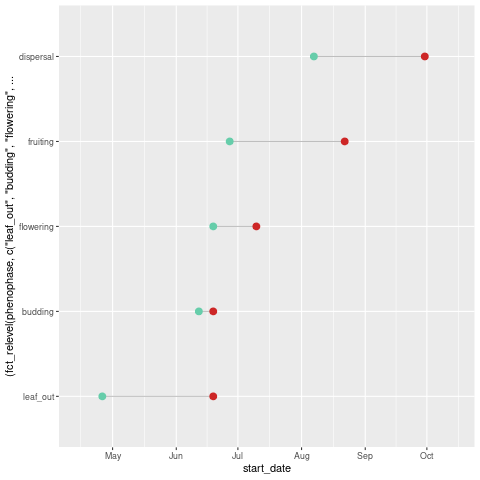 (fct_relevel(phenophase, c("leaf_out", "budding", "flowering", ...
dispersal
fruiting
flowering
budding
leaf_out
May Jun Jul Aug Sep Oct
start_date